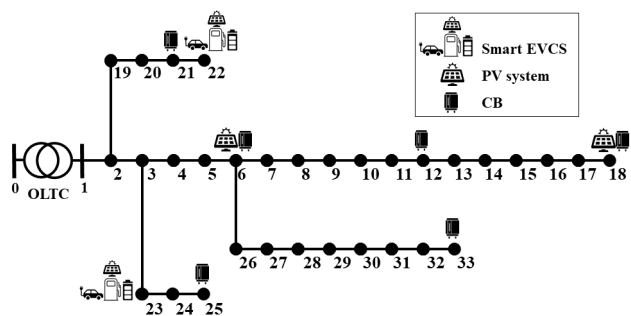 Smart EVCS
PV system
CB
19 20 21 22
0 OLTC 1 2 3 4 5 6 7 8 9 10 11 12 13 14 15 16 17 18
26 27 28 29 30 31 32 33
23 24 25